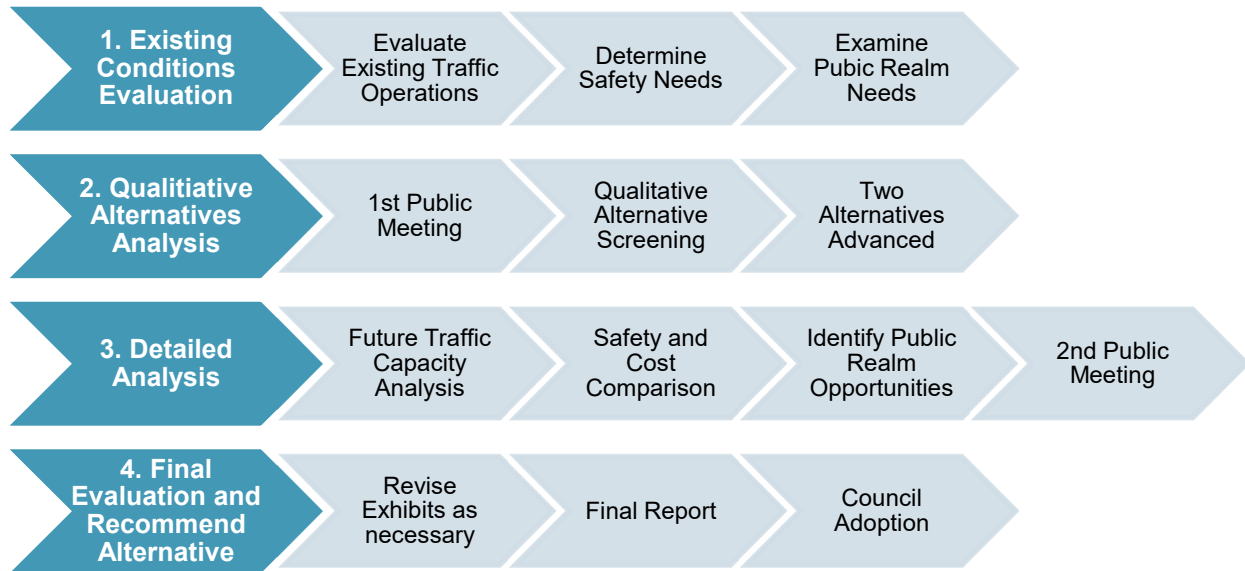 1. Existing
Conditions
Evaluation
Evaluate
Existing Traffic
Operations
Determine
Safety Needs
Examine
Pubic Realm
Needs
2. Qualitiative
Alternatives
Analysis
1st Public
Meeting
Qualitative
Alternative
Screening
Two
Alternatives
Advanced
3. Detailed
Analysis
Future Traffic
Capacity
Analysis
Safety and
Cost
Comparison
Identify Public
Realm
Opportunities
2nd Public
Meeting
4. Final
Evaluation and
Recommend
Alternative
Revise
Exhibits as
necessary
Final Report
Council
Adoption